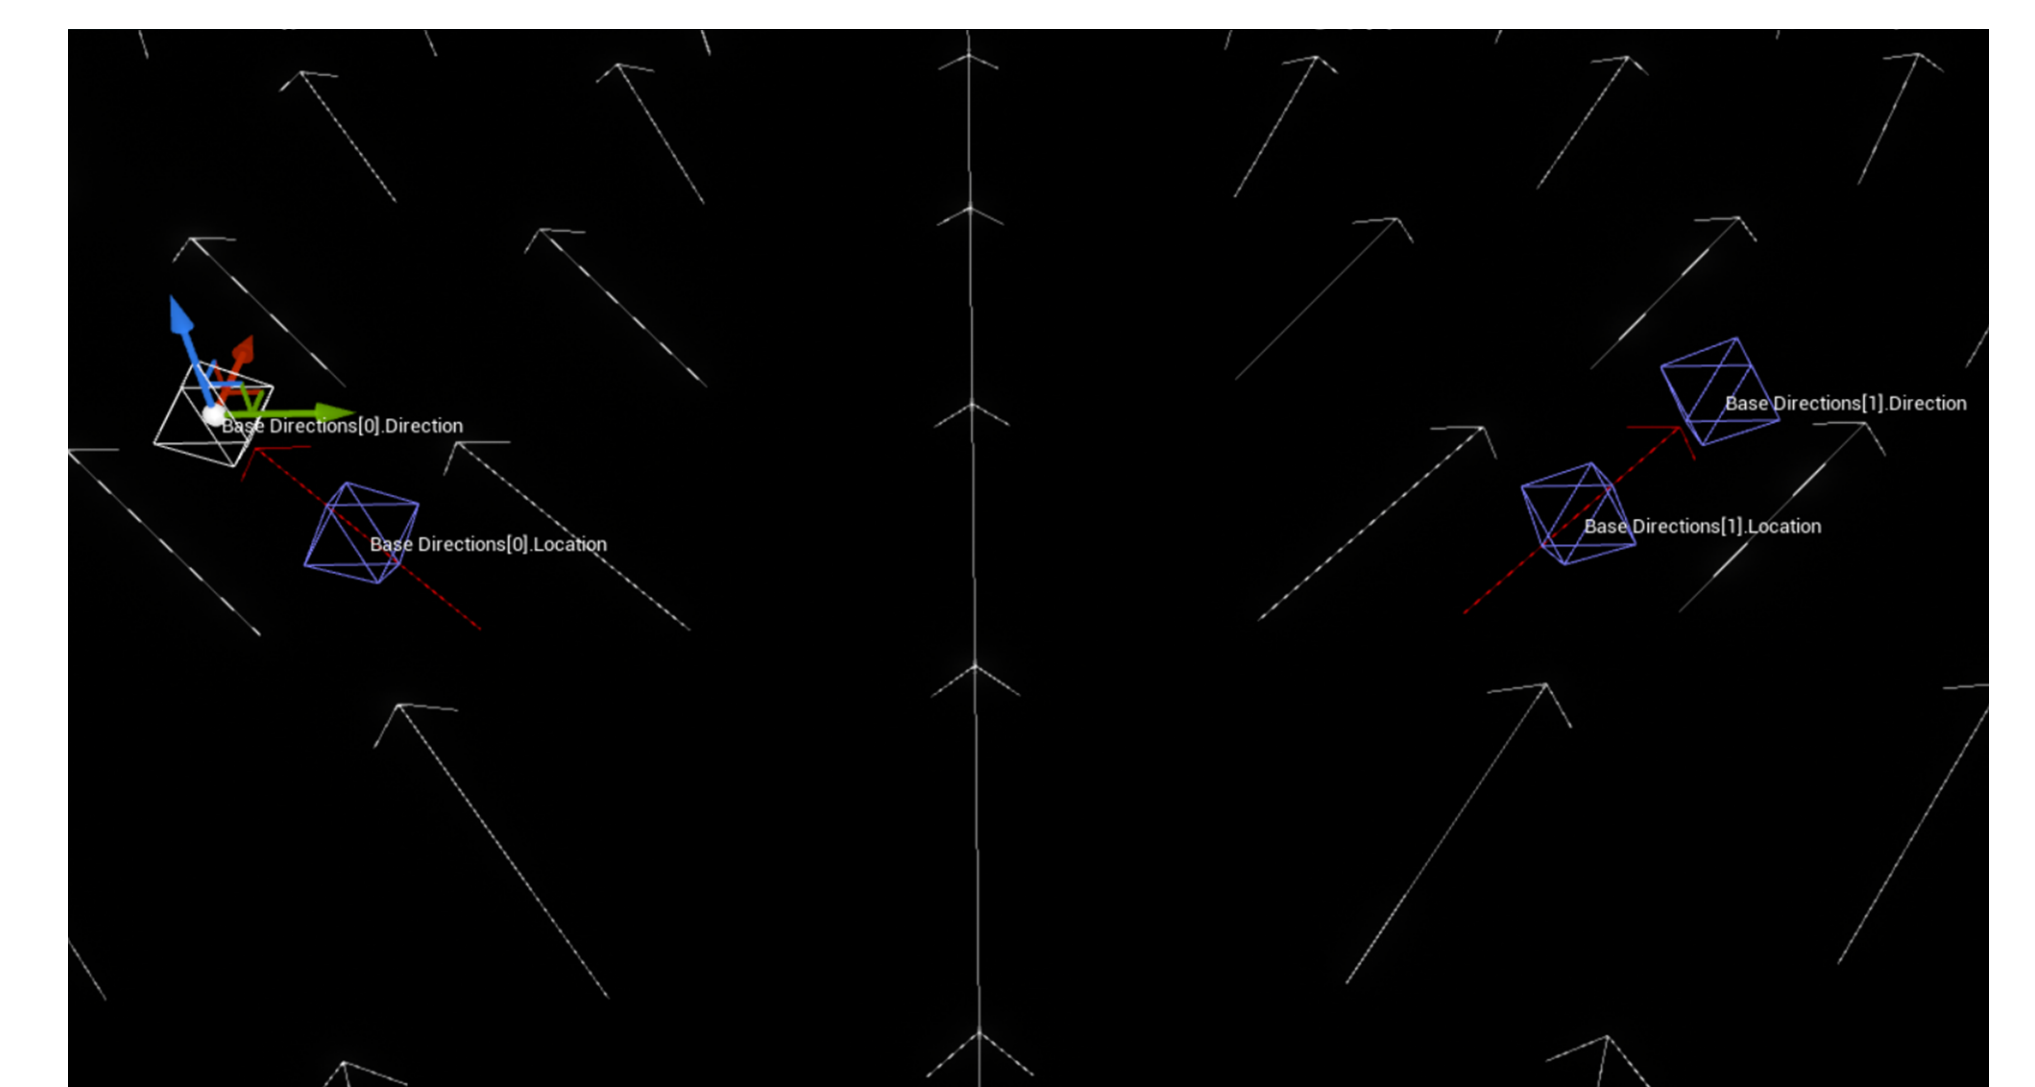 Base Directions[1].Direction
Base Directions[0].Direction
Base Directions[1].Location
Base Directions[0].Location